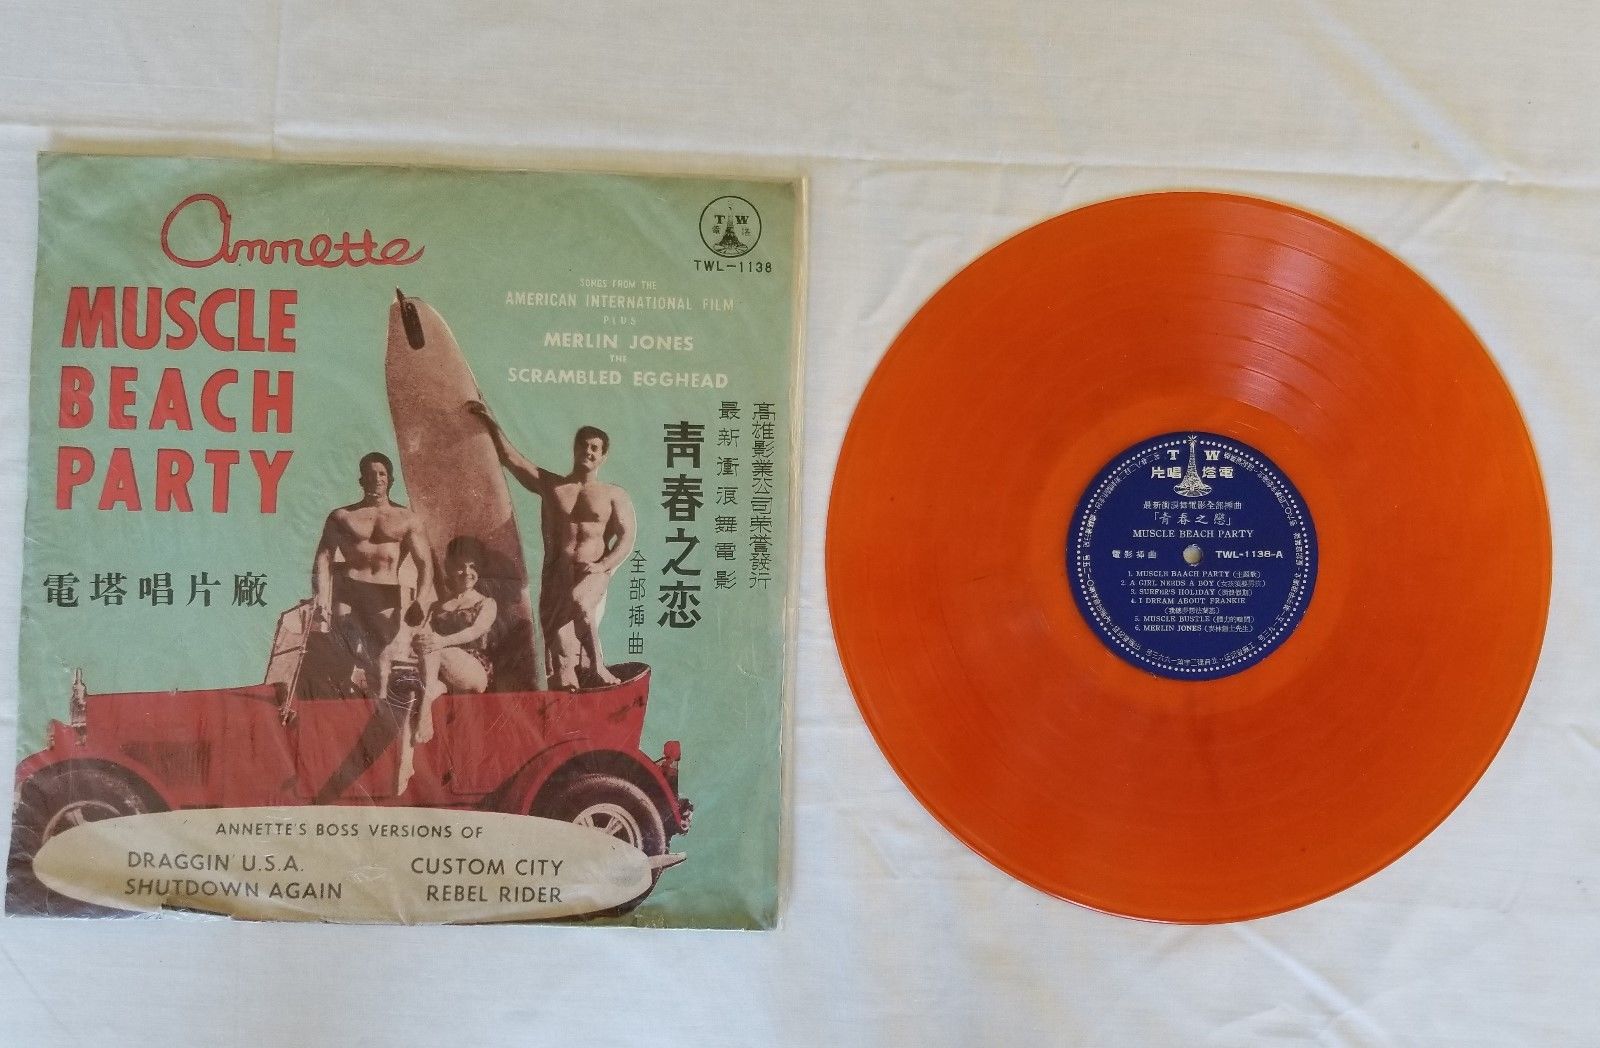 Annette
MUSCLE
BEACH
PARTY
電塔唱片廠
T W
電 塔
TWL-1138
SONGS FROM THE
AMERICAN INTERNATIONAL FILM
PLUS
MERLIN JONES
THE
SCRAMBLED EGGHEAD
高雄影業公司榮譽發行
最新衝浪舞電影
青春之恋
全部插曲
ANNETTE'S BOSS VERSIONS OF
DRAGGIN' U.S.A.
SHUTDOWN AGAIN
CUSTOM CITY
REBEL RIDER
T W
片唱塔電
最新衝浪舞電影全部插曲
「青春之戀」
MUSCLE BEACH PARTY
電影插曲
TWL-1138-A
1. MUSCLE BAACH PARTY (主題歌)
2. A GIRL NEEDS A BOY
3. SURFER'S HOLIDAY
4. I DREAM ABOUT FRANKIE
5. MUSCLE BUSTLE
6. MERLIN JONES